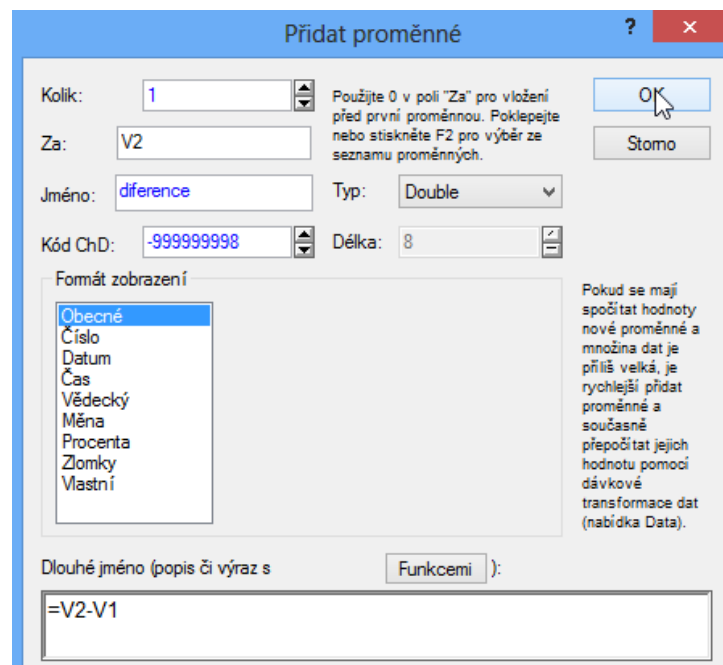 Přidat proměnné
?
×
Kolik: 1
Použijte 0 v poli "Za" pro vložení
před první proměnnou. Poklepejte
nebo stiskněte F2 pro výběr ze
seznamu proměnných.
OK
Za: V2
Storno
Jméno: diference
Typ: Double
Kód ChD: -999999998
Délka: 8
Formát zobrazení
Obecné
Číslo
Datum
Čas
Vědecký
Měna
Procenta
Zlomky
Vlastní
Pokud se mají
spočítat hodnoty
nové proměnné a
množina dat je
příliš velká, je
rychlejší přidat
proměnné a
současně
přepočítat jejich
hodnotu pomocí
dávkové
transformace dat
(nabídka Data).
Dlouhé jméno (popis či výraz s Funkcemi ):
=V2-V1